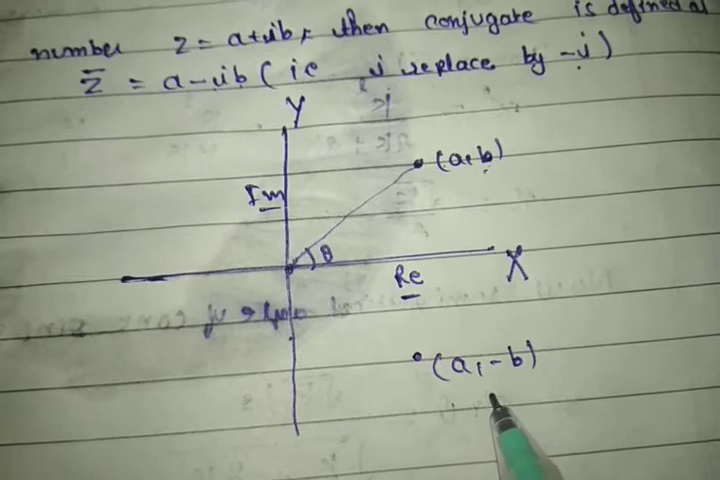 number z = a+ib, then conjugate is defined as
z̄ = a-ib ( ie i replace by -i)
Y
(a, b)
Im
θ
Re
X
(a, -b)